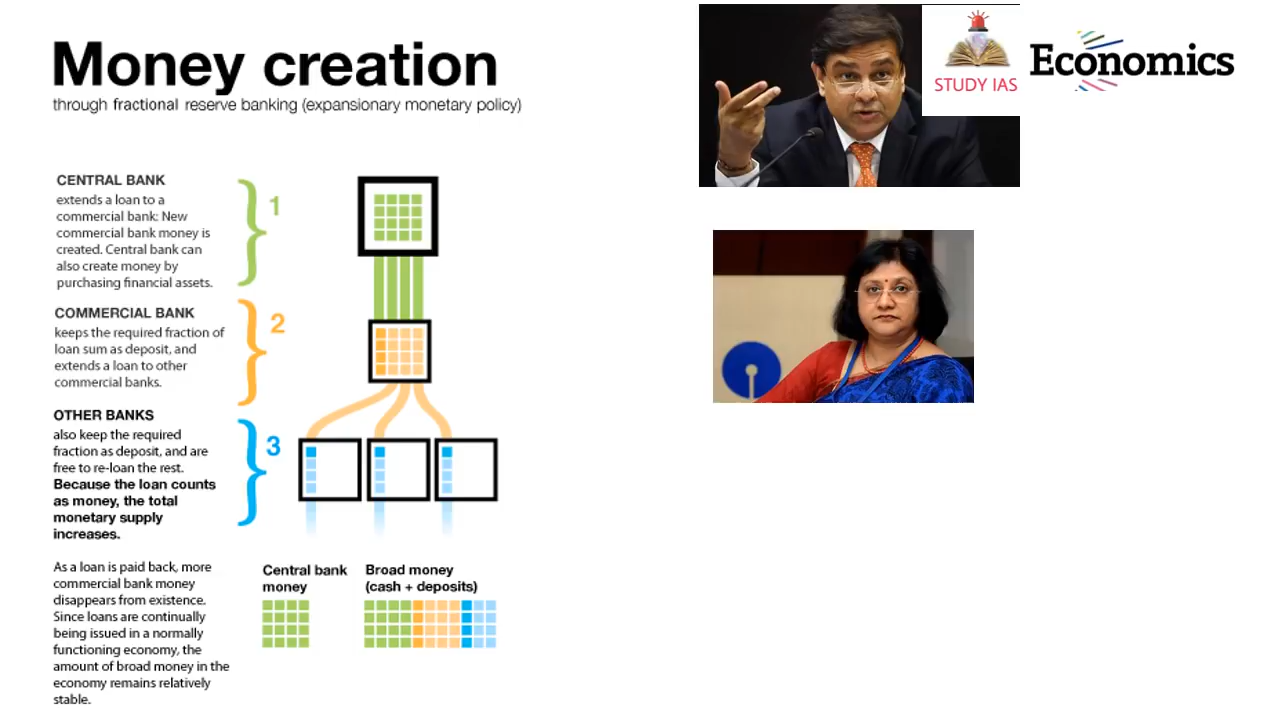 Money creation
through fractional reserve banking (expansionary monetary policy)
STUDY IAS
Economics
CENTRAL BANK
extends a loan to a
commercial bank: New
commercial bank money is
created. Central bank can
also create money by
purchasing financial assets.
1
COMMERCIAL BANK
keeps the required fraction of
loan sum as deposit, and
extends a loan to other
commercial banks.
2
OTHER BANKS
also keep the required
fraction as deposit, and are
free to re-loan the rest.
Because the loan counts
as money, the total
monetary supply
increases.
3
As a loan is paid back, more
commercial bank money
disappears from existence.
Since loans are continually
being issued in a normally
functioning economy, the
amount of broad money in the
economy remains relatively
stable.
Central bank
money
Broad money
(cash + deposits)